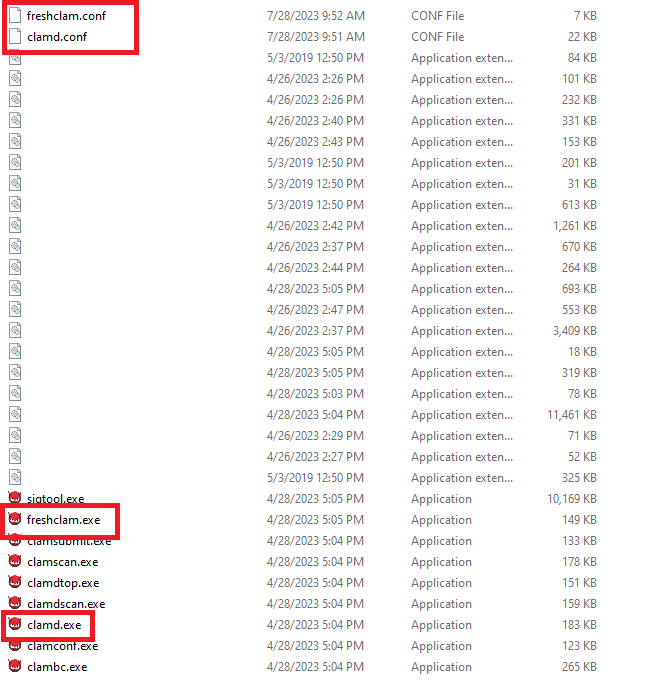 freshclam.conf 7/28/2023 9:52 AM CONF File 7 KB
clamd.conf 7/28/2023 9:51 AM CONF File 22 KB
5/3/2019 12:50 PM Application exten... 84 KB
4/26/2023 2:26 PM Application exten... 101 KB
4/26/2023 2:26 PM Application exten... 232 KB
4/26/2023 2:40 PM Application exten... 331 KB
4/26/2023 2:43 PM Application exten... 153 KB
5/3/2019 12:50 PM Application exten... 201 KB
5/3/2019 12:50 PM Application exten... 31 KB
5/3/2019 12:50 PM Application exten... 613 KB
4/26/2023 2:42 PM Application exten... 1,261 KB
4/26/2023 2:37 PM Application exten... 670 KB
4/26/2023 2:44 PM Application exten... 264 KB
4/28/2023 5:05 PM Application exten... 693 KB
4/26/2023 2:47 PM Application exten... 553 KB
4/26/2023 2:37 PM Application exten... 3,409 KB
4/28/2023 5:05 PM Application exten... 18 KB
4/28/2023 5:05 PM Application exten... 319 KB
4/28/2023 5:03 PM Application exten... 78 KB
4/28/2023 5:04 PM Application exten... 11,461 KB
4/26/2023 2:29 PM Application exten... 71 KB
4/26/2023 2:27 PM Application exten... 52 KB
5/3/2019 12:50 PM Application exten... 325 KB
sigtool.exe 4/28/2023 5:05 PM Application 10,169 KB
freshclam.exe 4/28/2023 5:05 PM Application 149 KB
clamsubmit.exe 4/28/2023 5:04 PM Application 133 KB
clamscan.exe 4/28/2023 5:04 PM Application 178 KB
clamdtop.exe 4/28/2023 5:04 PM Application 151 KB
clamdscan.exe 4/28/2023 5:04 PM Application 159 KB
clamd.exe 4/28/2023 5:04 PM Application 183 KB
clamconf.exe 4/28/2023 5:04 PM Application 123 KB
clambc.exe 4/28/2023 5:04 PM Application 265 KB